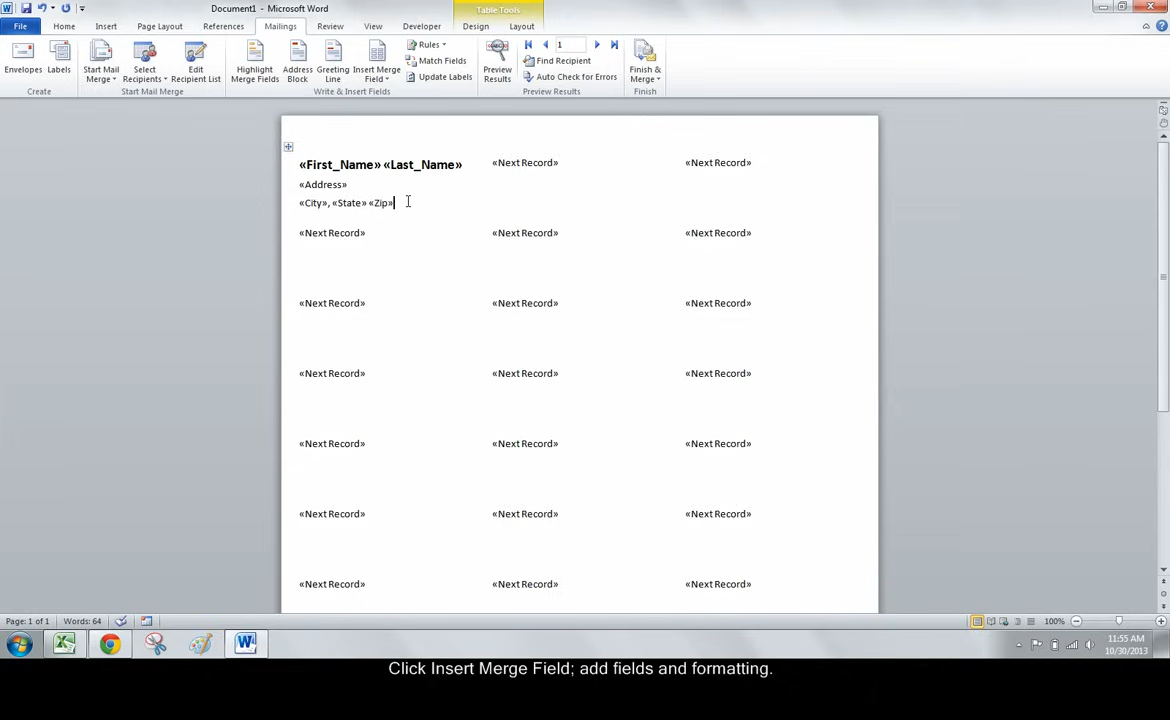 Document1 - Microsoft Word
Table Tools
File Home Insert Page Layout References Mailings Review View Developer Design Layout
Envelopes
Labels
Create
Start Mail Merge
Select Recipients
Edit Recipient List
Start Mail Merge
Highlight Merge Fields
Address Block
Greeting Line
Insert Merge Field
Rules
Match Fields
Update Labels
Write & Insert Fields
Preview Results
1
Find Recipient
Auto Check for Errors
Preview Results
Finish & Merge
Finish
«First_Name» «Last_Name» «Next Record» «Next Record»
«Address»
«City», «State» «Zip»
«Next Record» «Next Record» «Next Record»
«Next Record» «Next Record» «Next Record»
«Next Record» «Next Record» «Next Record»
«Next Record» «Next Record» «Next Record»
«Next Record» «Next Record» «Next Record»
«Next Record» «Next Record» «Next Record»
Page: 1 of 1 Words: 64 100%
11:55 AM
10/30/2013
Click Insert Merge Field; add fields and formatting.